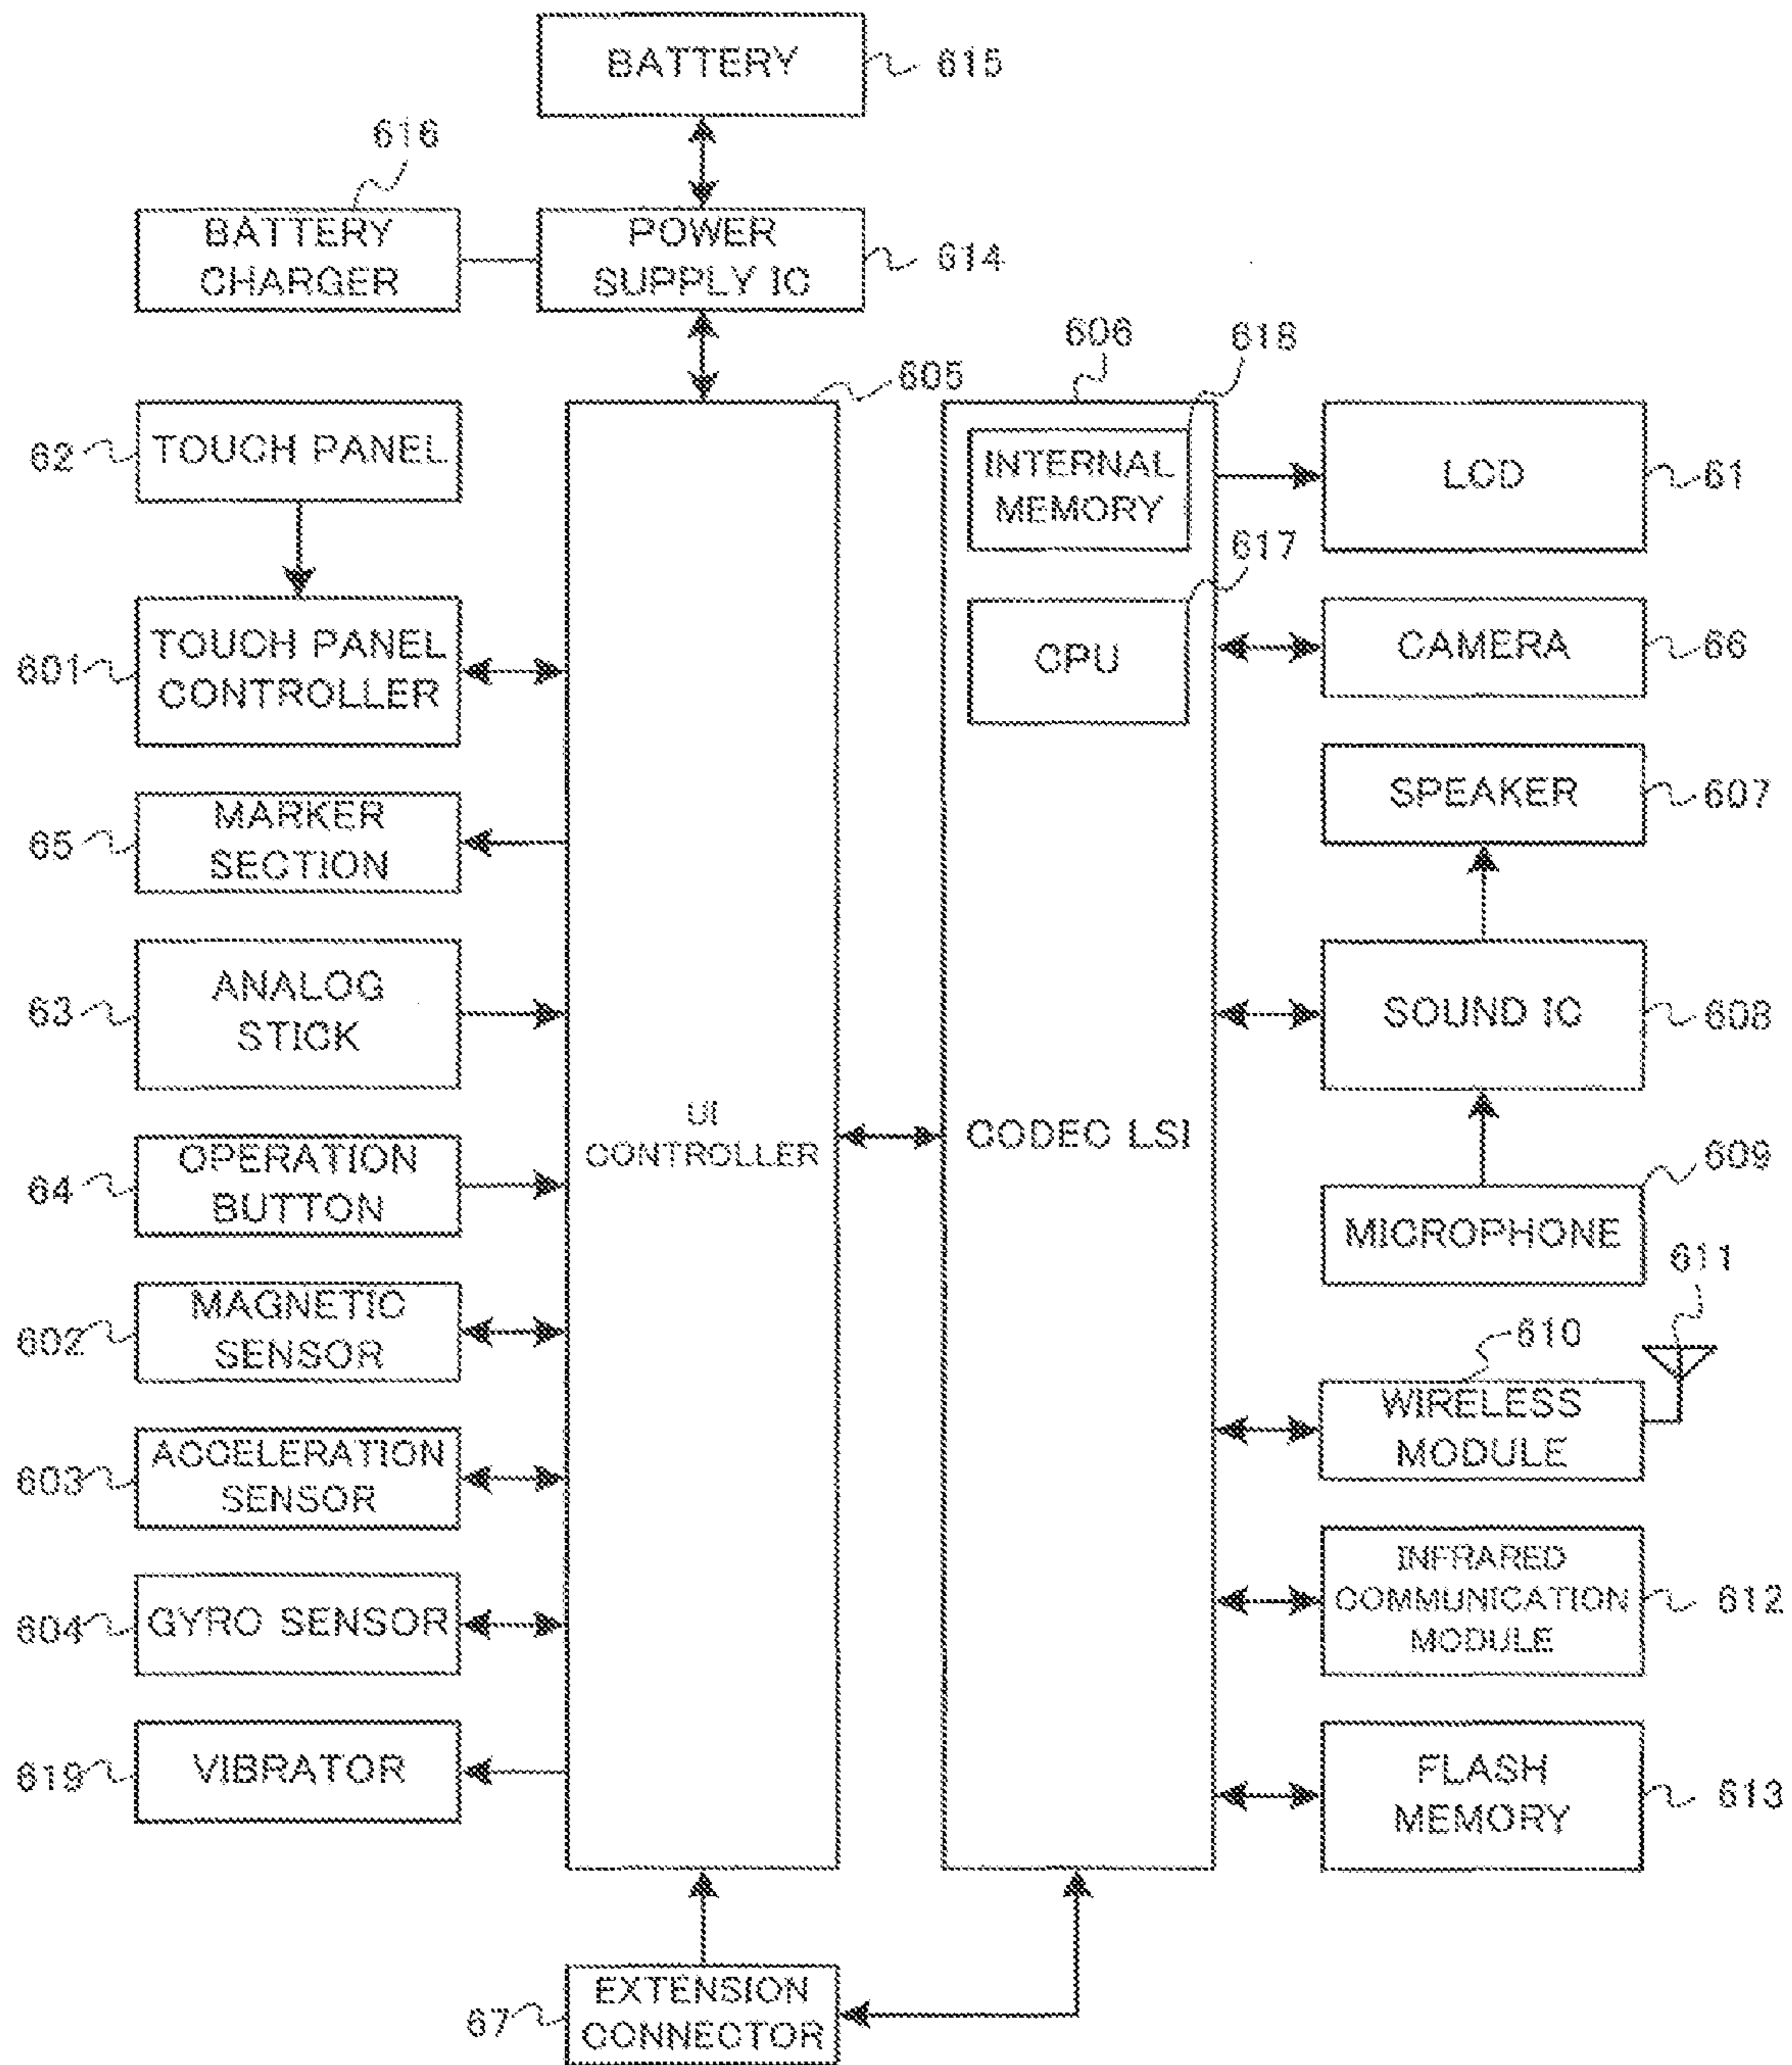 BATTERY
615
616
BATTERY
CHARGER
POWER
SUPPLY IC
614
605
606
618
62
TOUCH PANEL
INTERNAL
MEMORY
LCD
61
617
601
TOUCH PANEL
CONTROLLER
CPU
CAMERA
66
65
MARKER
SECTION
SPEAKER
607
63
ANALOG
STICK
SOUND IC
608
UI
CONTROLLER
CODEC LSI
64
OPERATION
BUTTON
609
MICROPHONE
611
602
MAGNETIC
SENSOR
610
WIRELESS
MODULE
603
ACCELERATION
SENSOR
604
GYRO SENSOR
INFRARED
COMMUNICATION
MODULE
612
619
VIBRATOR
FLASH
MEMORY
613
67
EXTENSION
CONNECTOR